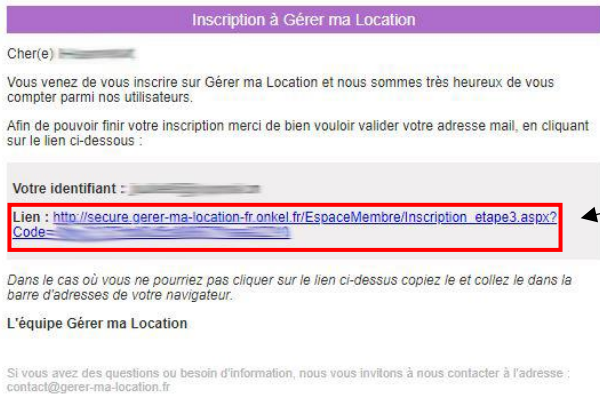 Inscription à Gérer ma Location
Cher(e)
Vous venez de vous inscrire sur Gérer ma Location et nous sommes très heureux de vous
compter parmi nos utilisateurs.
Afin de pouvoir finir votre inscription merci de bien vouloir valider votre adresse mail, en cliquant
sur le lien ci-dessous :
Votre identifiant :
Lien : http://secure.gerer-ma-location-fr.onkel.fr/EspaceMembre/Inscription_etape3.aspx?
Code=
Dans le cas où vous ne pourriez pas cliquer sur le lien ci-dessus copiez le et collez le dans la
barre d'adresses de votre navigateur.
L'équipe Gérer ma Location
Si vous avez des questions ou besoin d'information, nous vous invitons à nous contacter à l'adresse :
contact@gerer-ma-location.fr